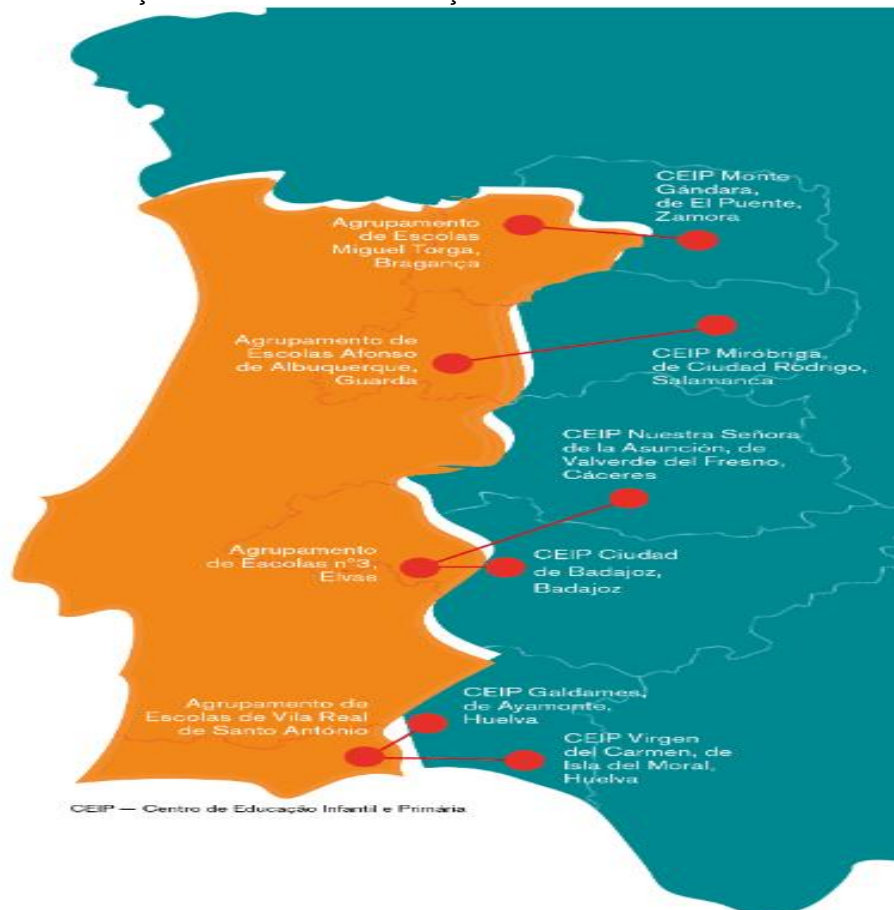 CEIP Monte
Gándara,
de El Puente,
Zamora
Agrupamento
de Escolas
Miguel Torga,
Bragança
Agrupamento de
Escolas Afonso
de Albuquerque,
Guarda
CEIP Miróbriga,
de Ciudad Rodrigo,
Salamanca
CEIP Nuestra Señora
de la Asunción, de
Valverde del Fresno,
Cáceres
Agrupamento
de Escolas nº3,
Elvas
CEIP Ciudad
de Badajoz,
Badajoz
Agrupamento de
Escolas de Vila Real
de Santo António
CEIP Galdames,
de Ayamonte,
Huelva
CEIP Virgen
del Carmen, de
Isla del Moral,
Huelva
CEIP — Centro de Educação Infantil e Primária